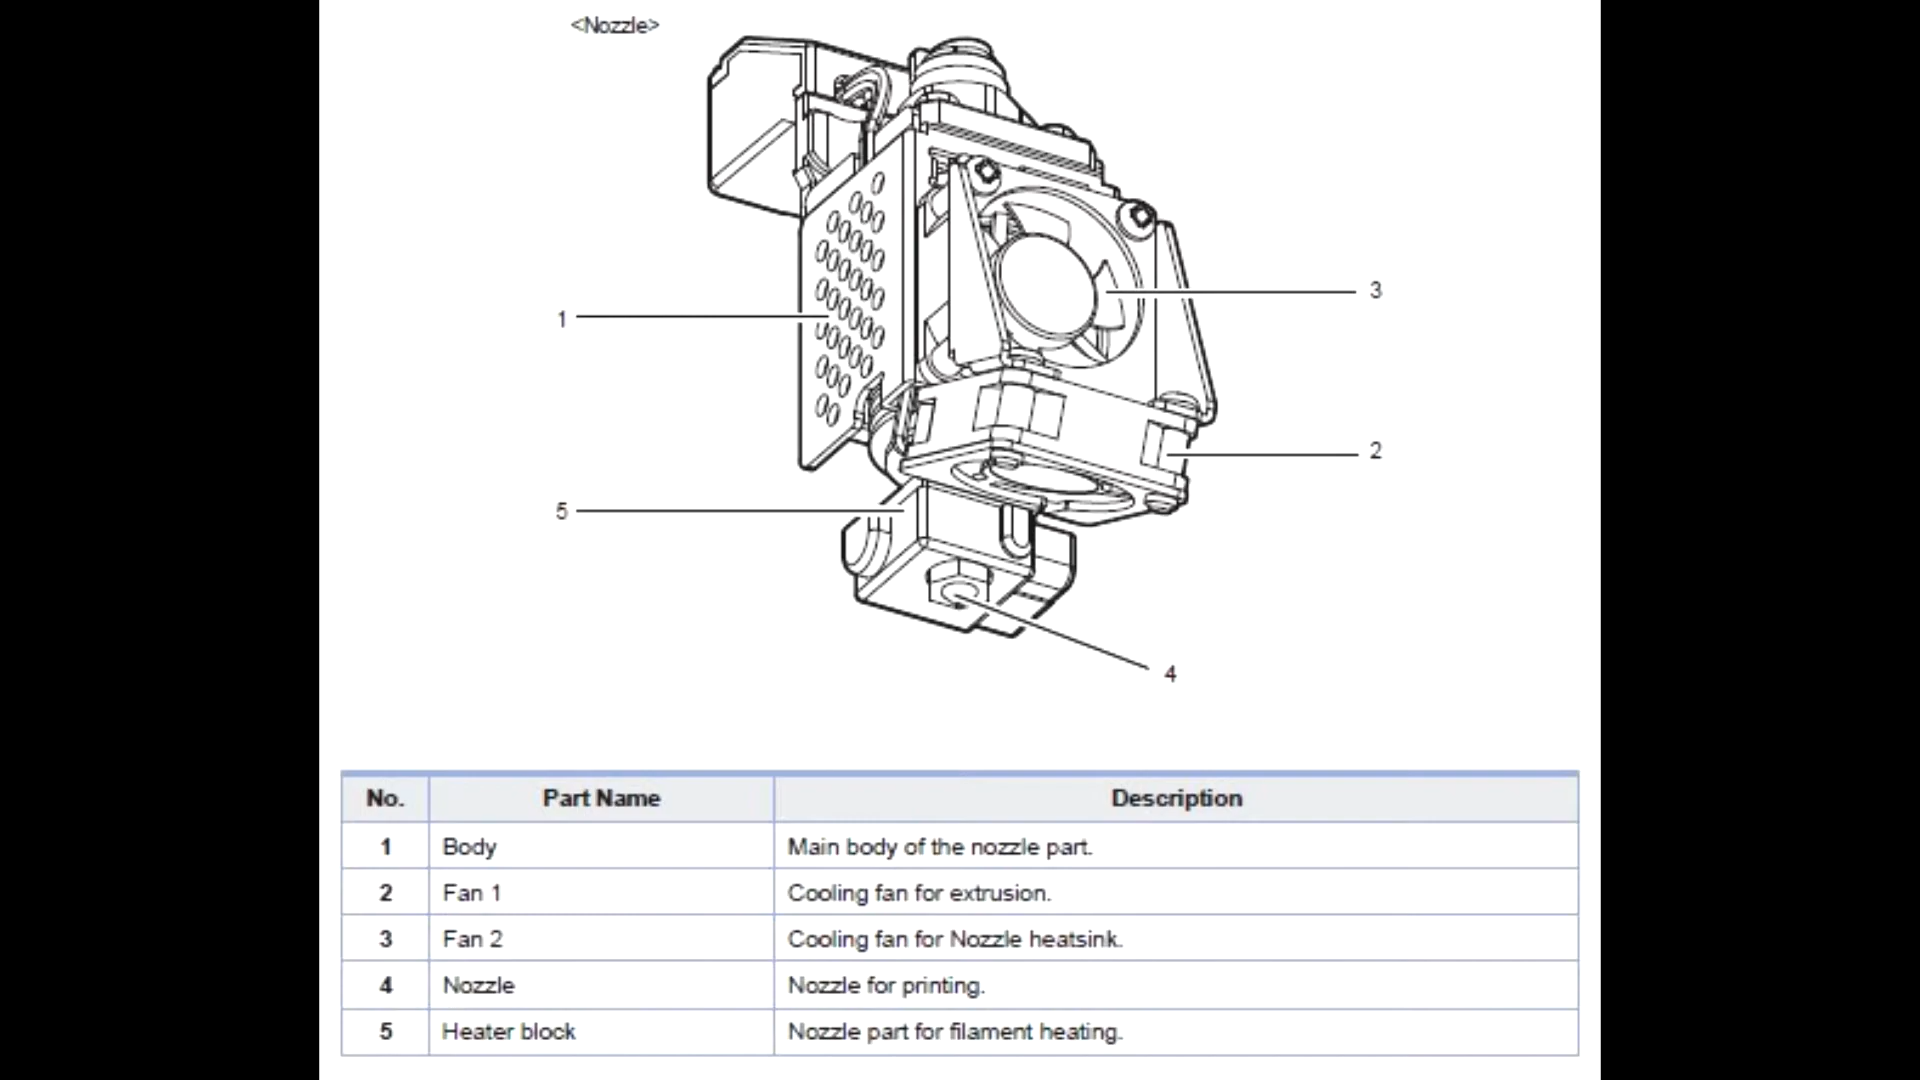 <Nozzle>
1
3
2
5
4
No. Part Name Description
1 Body Main body of the nozzle part.
2 Fan 1 Cooling fan for extrusion.
3 Fan 2 Cooling fan for Nozzle heatsink.
4 Nozzle Nozzle for printing.
5 Heater block Nozzle part for filament heating.